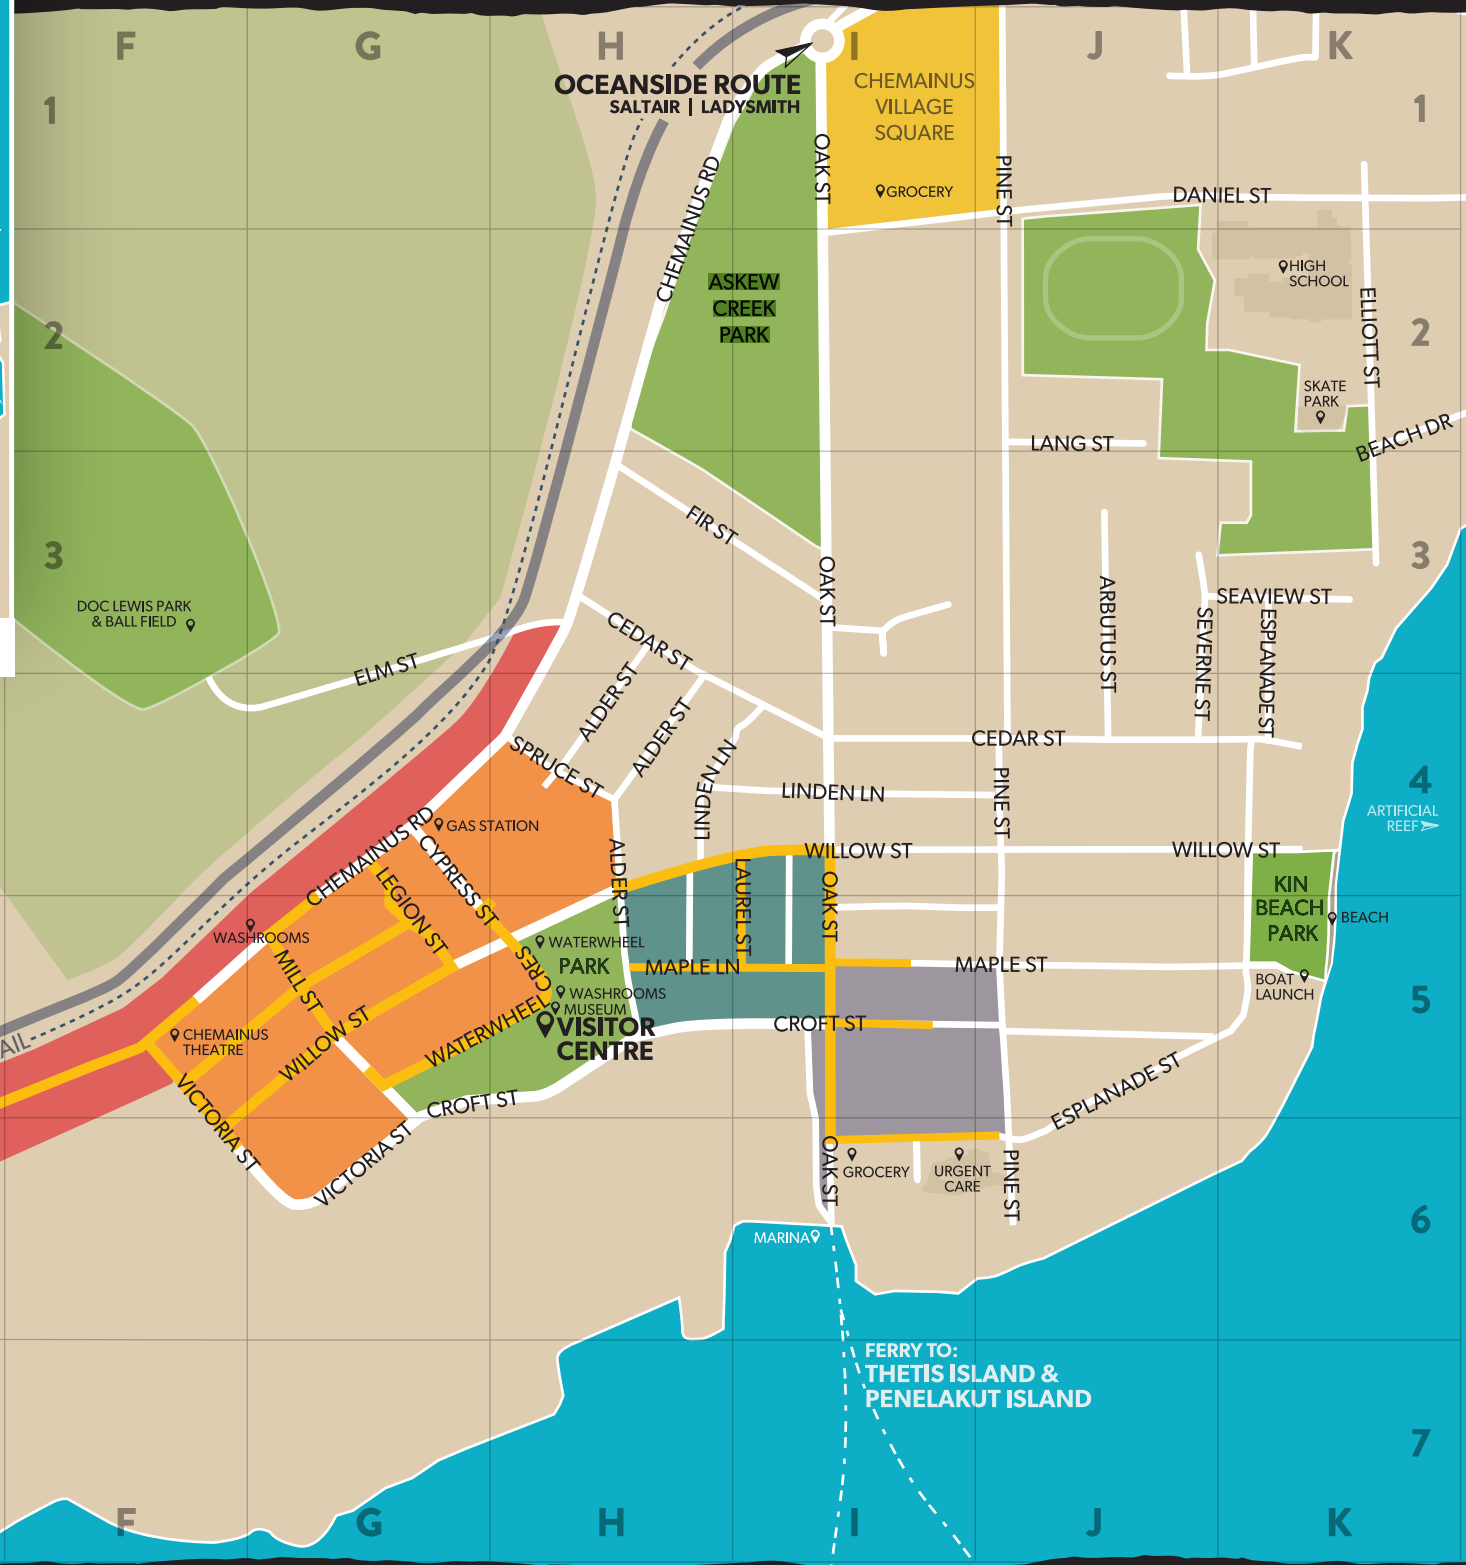 F
G
H
I
J
K
1
1
OCEANSIDE ROUTE
SALTAIR | LADYSMITH
CHEMAINUS
VILLAGE
SQUARE
GROCERY
OAK ST
PINE ST
CHEMAINUS RD
DANIEL ST
ASKEW
CREEK
PARK
HIGH
SCHOOL
ELLIOTT ST
2
2
SKATE
PARK
BEACH DR
LANG ST
FIR ST
3
3
OAK ST
DOC LEWIS PARK
& BALL FIELD
ARBUTUS ST
SEVERNE ST
SEAVIEW ST
ESPLANADE ST
CEDAR ST
ELM ST
ALDER ST
ALDER ST
SPRUCE ST
LINDEN LN
CEDAR ST
LINDEN LN
PINE ST
4
ARTIFICIAL
REEF
CHEMAINUS RD
GAS STATION
CYPRESS ST
ALDER ST
WILLOW ST
WILLOW ST
LEGION ST
LAUREL ST
OAK ST
KIN
BEACH
PARK
BEACH
WASHROOMS
WATERWHEEL
PARK
MAPLE LN
MAPLE ST
BOAT
LAUNCH
MILL ST
WASHROOMS
MUSEUM
VISITOR
CENTRE
WATERWHEEL
CRES
CROFT ST
5
AIL
CHEMAINUS
THEATRE
WILLOW ST
VICTORIA ST
CROFT ST
VICTORIA ST
ESPLANADE ST
OAK ST
GROCERY
URGENT
CARE
PINE ST
6
MARINA
FERRY TO:
THETIS ISLAND &
PENELAKUT ISLAND
7
F
G
H
I
J
K